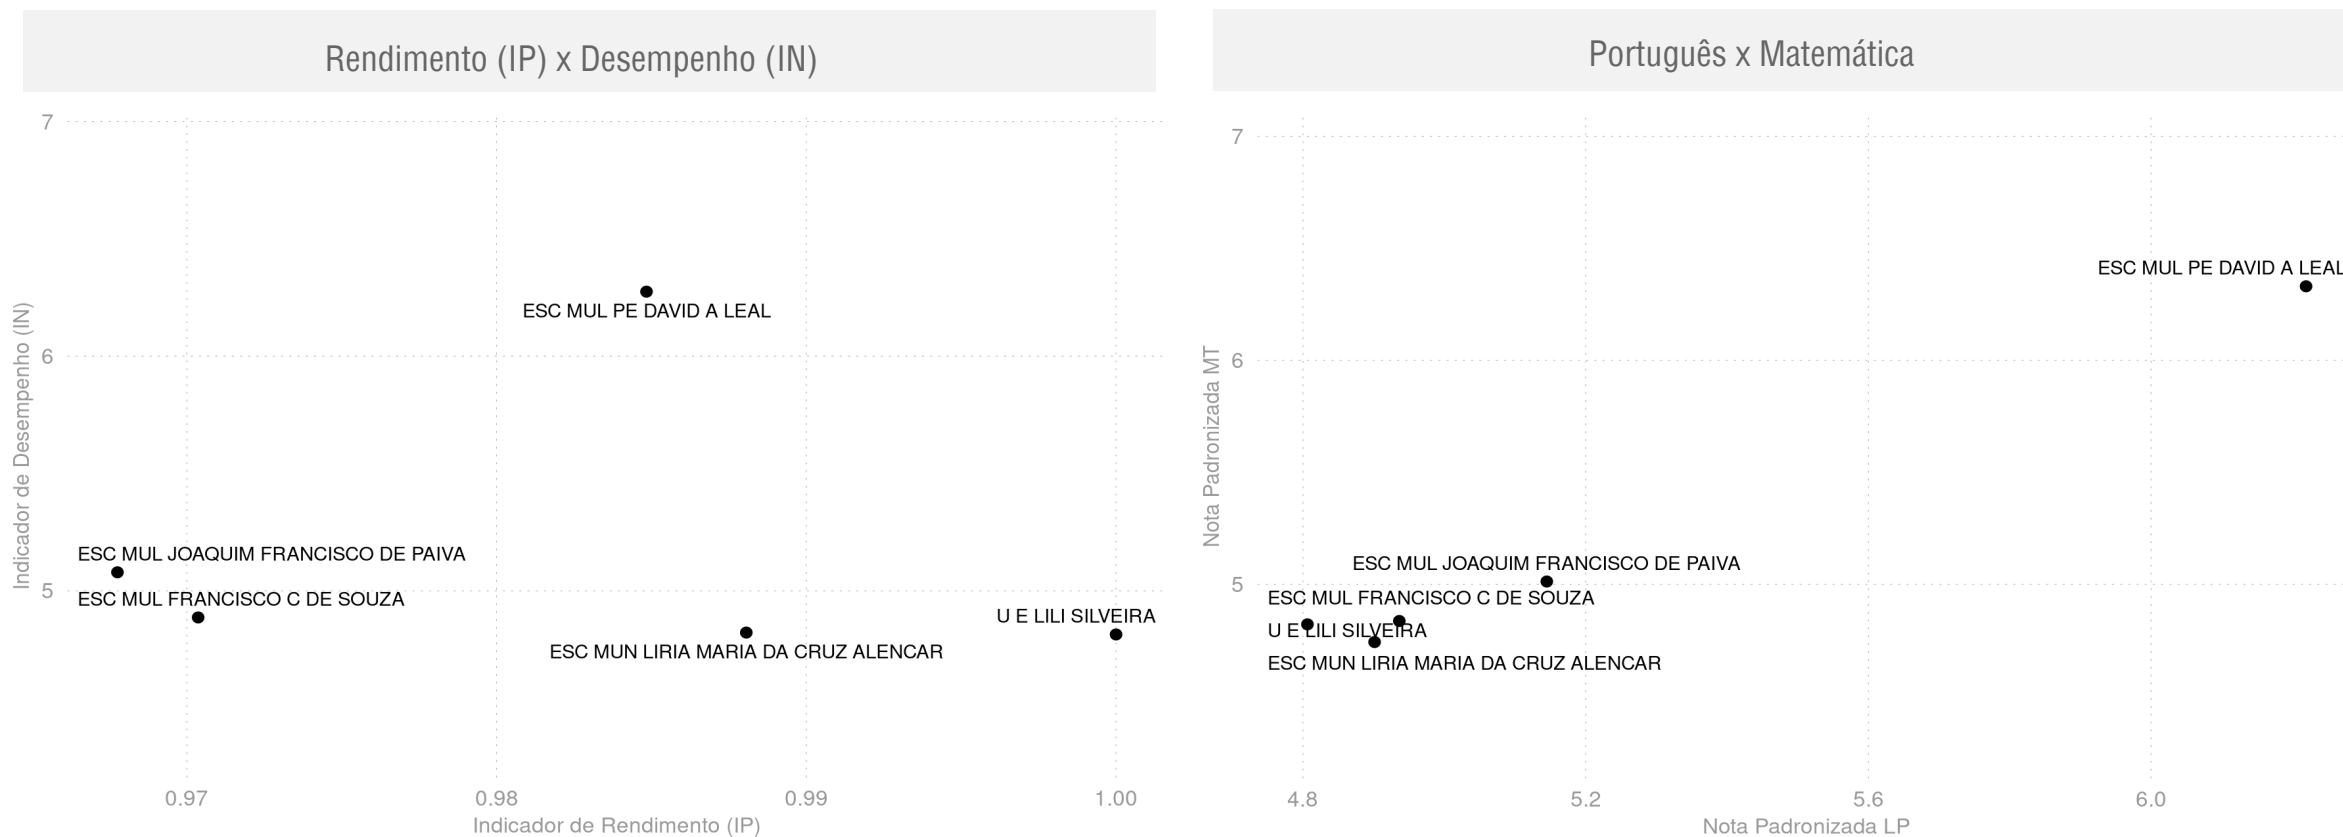 Rendimento (IP) x Desempenho (IN)
7
6
5
Indicador de Desempenho (IN)
ESC MUL PE DAVID A LEAL
ESC MUL JOAQUIM FRANCISCO DE PAIVA
ESC MUL FRANCISCO C DE SOUZA
U E LILI SILVEIRA
ESC MUN LIRIA MARIA DA CRUZ ALENCAR
0.97 0.98 0.99 1.00
Indicador de Rendimento (IP)
Português x Matemática
7
6
5
Nota Padronizada MT
ESC MUL PE DAVID A LEAL
ESC MUL JOAQUIM FRANCISCO DE PAIVA
ESC MUL FRANCISCO C DE SOUZA
U E LILI SILVEIRA
ESC MUN LIRIA MARIA DA CRUZ ALENCAR
4.8 5.2 5.6 6.0
Nota Padronizada LP